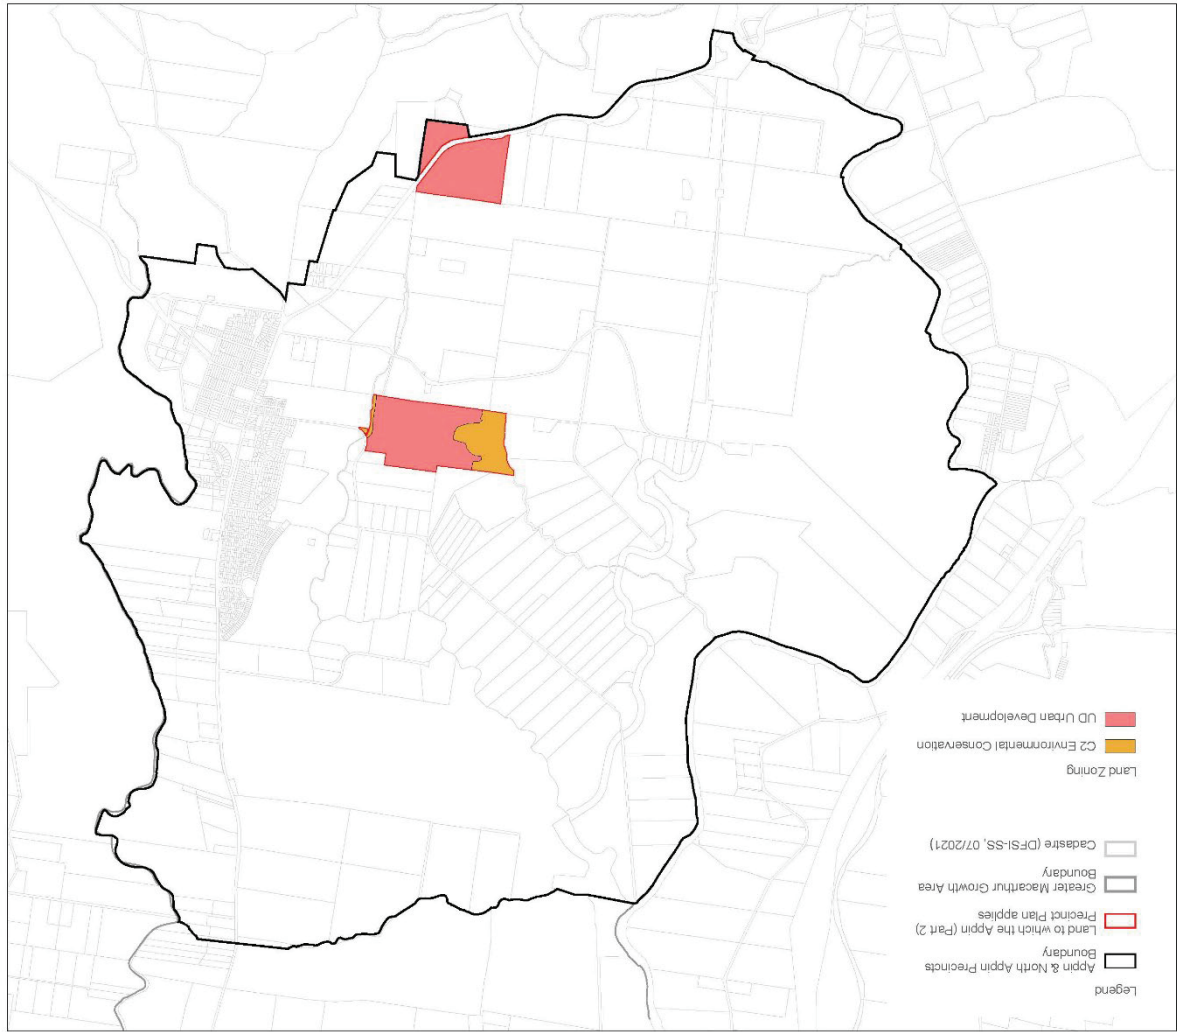 Legend
Appin & North Appin Precincts
Boundary
Land to which the Appin (Part 2)
Precinct Plan applies
Greater Macarthur Growth Area
Boundary
Cadastre (DFSI-SS, 07/2021)
Land Zoning
C2 Environmental Conservation
UD Urban Development